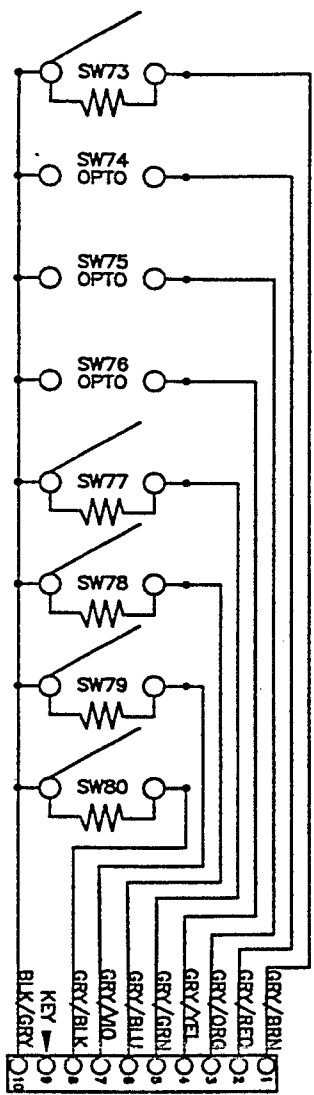 SW73
SW74
OPTO
SW75
OPTO
SW76
OPTO
SW77
SW78
SW79
SW80
BLK/GRY
KEY
GRY/BLK
GRY/VIO
GRY/BLU
GRY/GRN
GRY/YEL
GRY/ORG
GRY/RED
GRY/BRN
10
9
8
7
6
5
4
3
2
1